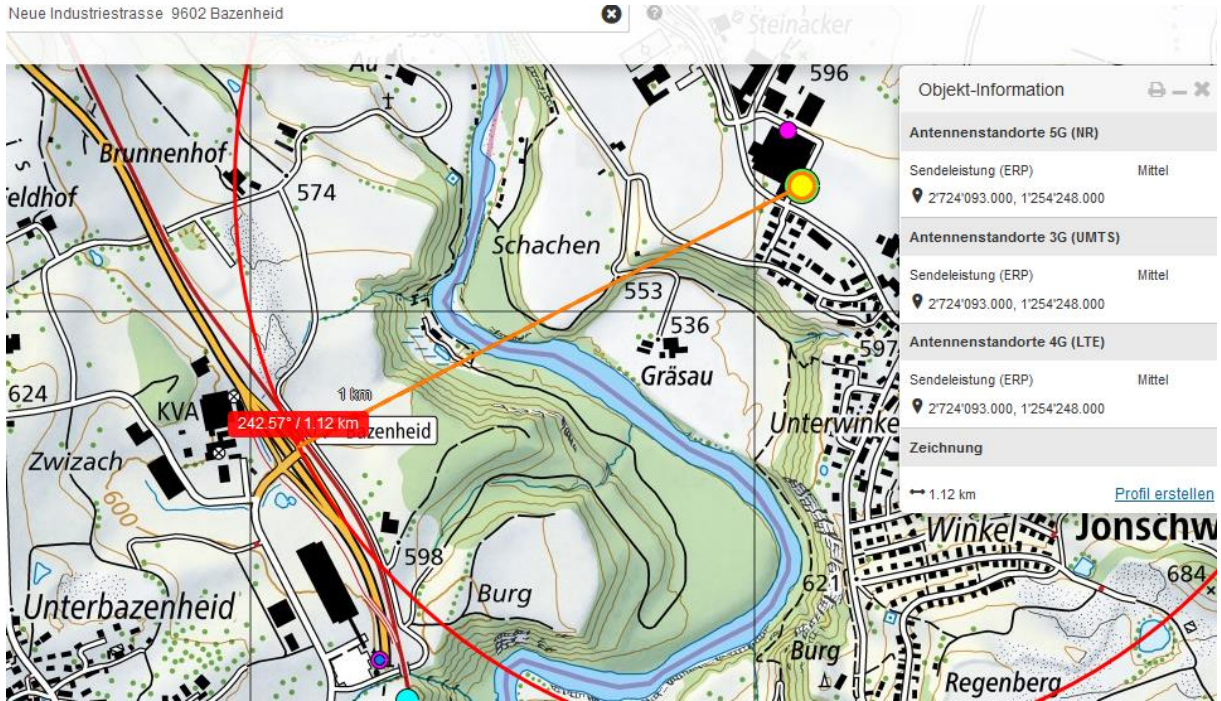 Neue Industriestrasse 9602 Bazenheid
Steinacker
596
Objekt-Information
Au
Antennenstandorte 5G (NR)
Brunnenhof
Sendeleistung (ERP) Mittel
574
2'724'093.000, 1'254'248.000
Antennenstandorte 3G (UMTS)
Schachen
Sendeleistung (ERP) Mittel
553
2'724'093.000, 1'254'248.000
536
Antennenstandorte 4G (LTE)
597
Gräsau
Sendeleistung (ERP) Mittel
624
1 km
KVA
2'724'093.000, 1'254'248.000
242.57° / 1.12 km
Bazenheid
Unterwinke
Zwizach
Zeichnung
1.12 km Profil erstellen
600
Winkel
Jonschw
598
621
684
Burg
Unterbazenheid
Burg
Regenberg